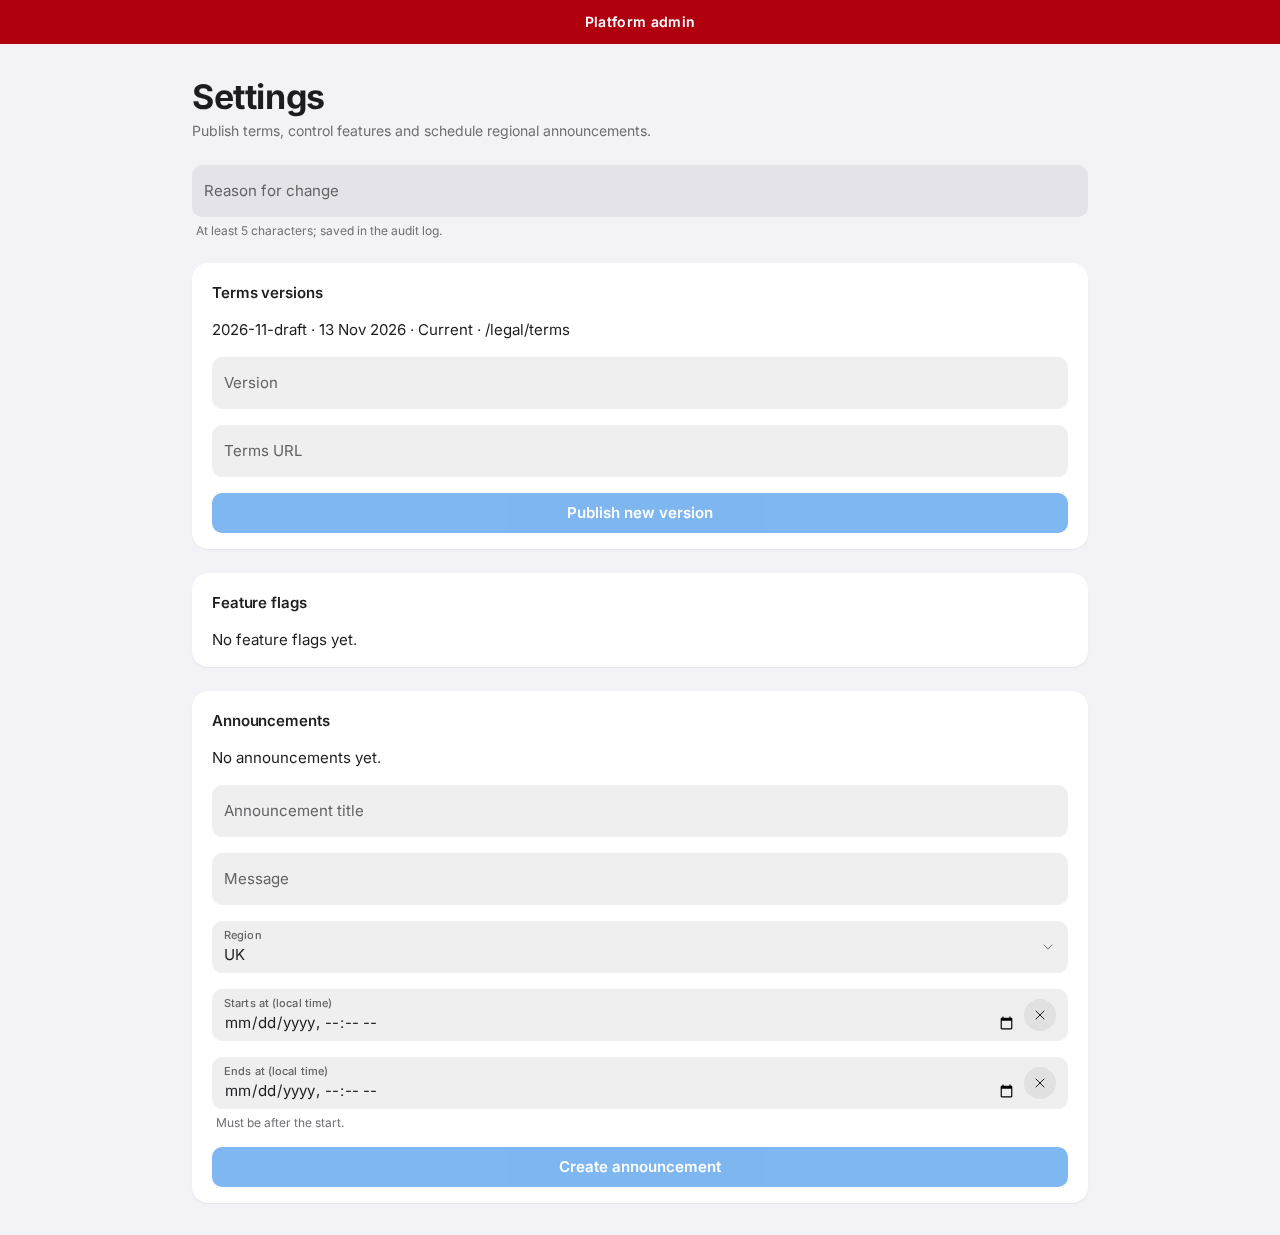 Platform admin
Settings
Publish terms, control features and schedule regional announcements.
Reason for change
At least 5 characters; saved in the audit log.
Terms versions
2026-11-draft · 13 Nov 2026 · Current · /legal/terms
Version
Terms URL
Publish new version
Feature flags
No feature flags yet.
Announcements
No announcements yet.
Announcement title
Message
Region
UK
Starts at (local time)
mm/dd/yyyy, --:-- --
Ends at (local time)
mm/dd/yyyy, --:-- --
Must be after the start.
Create announcement